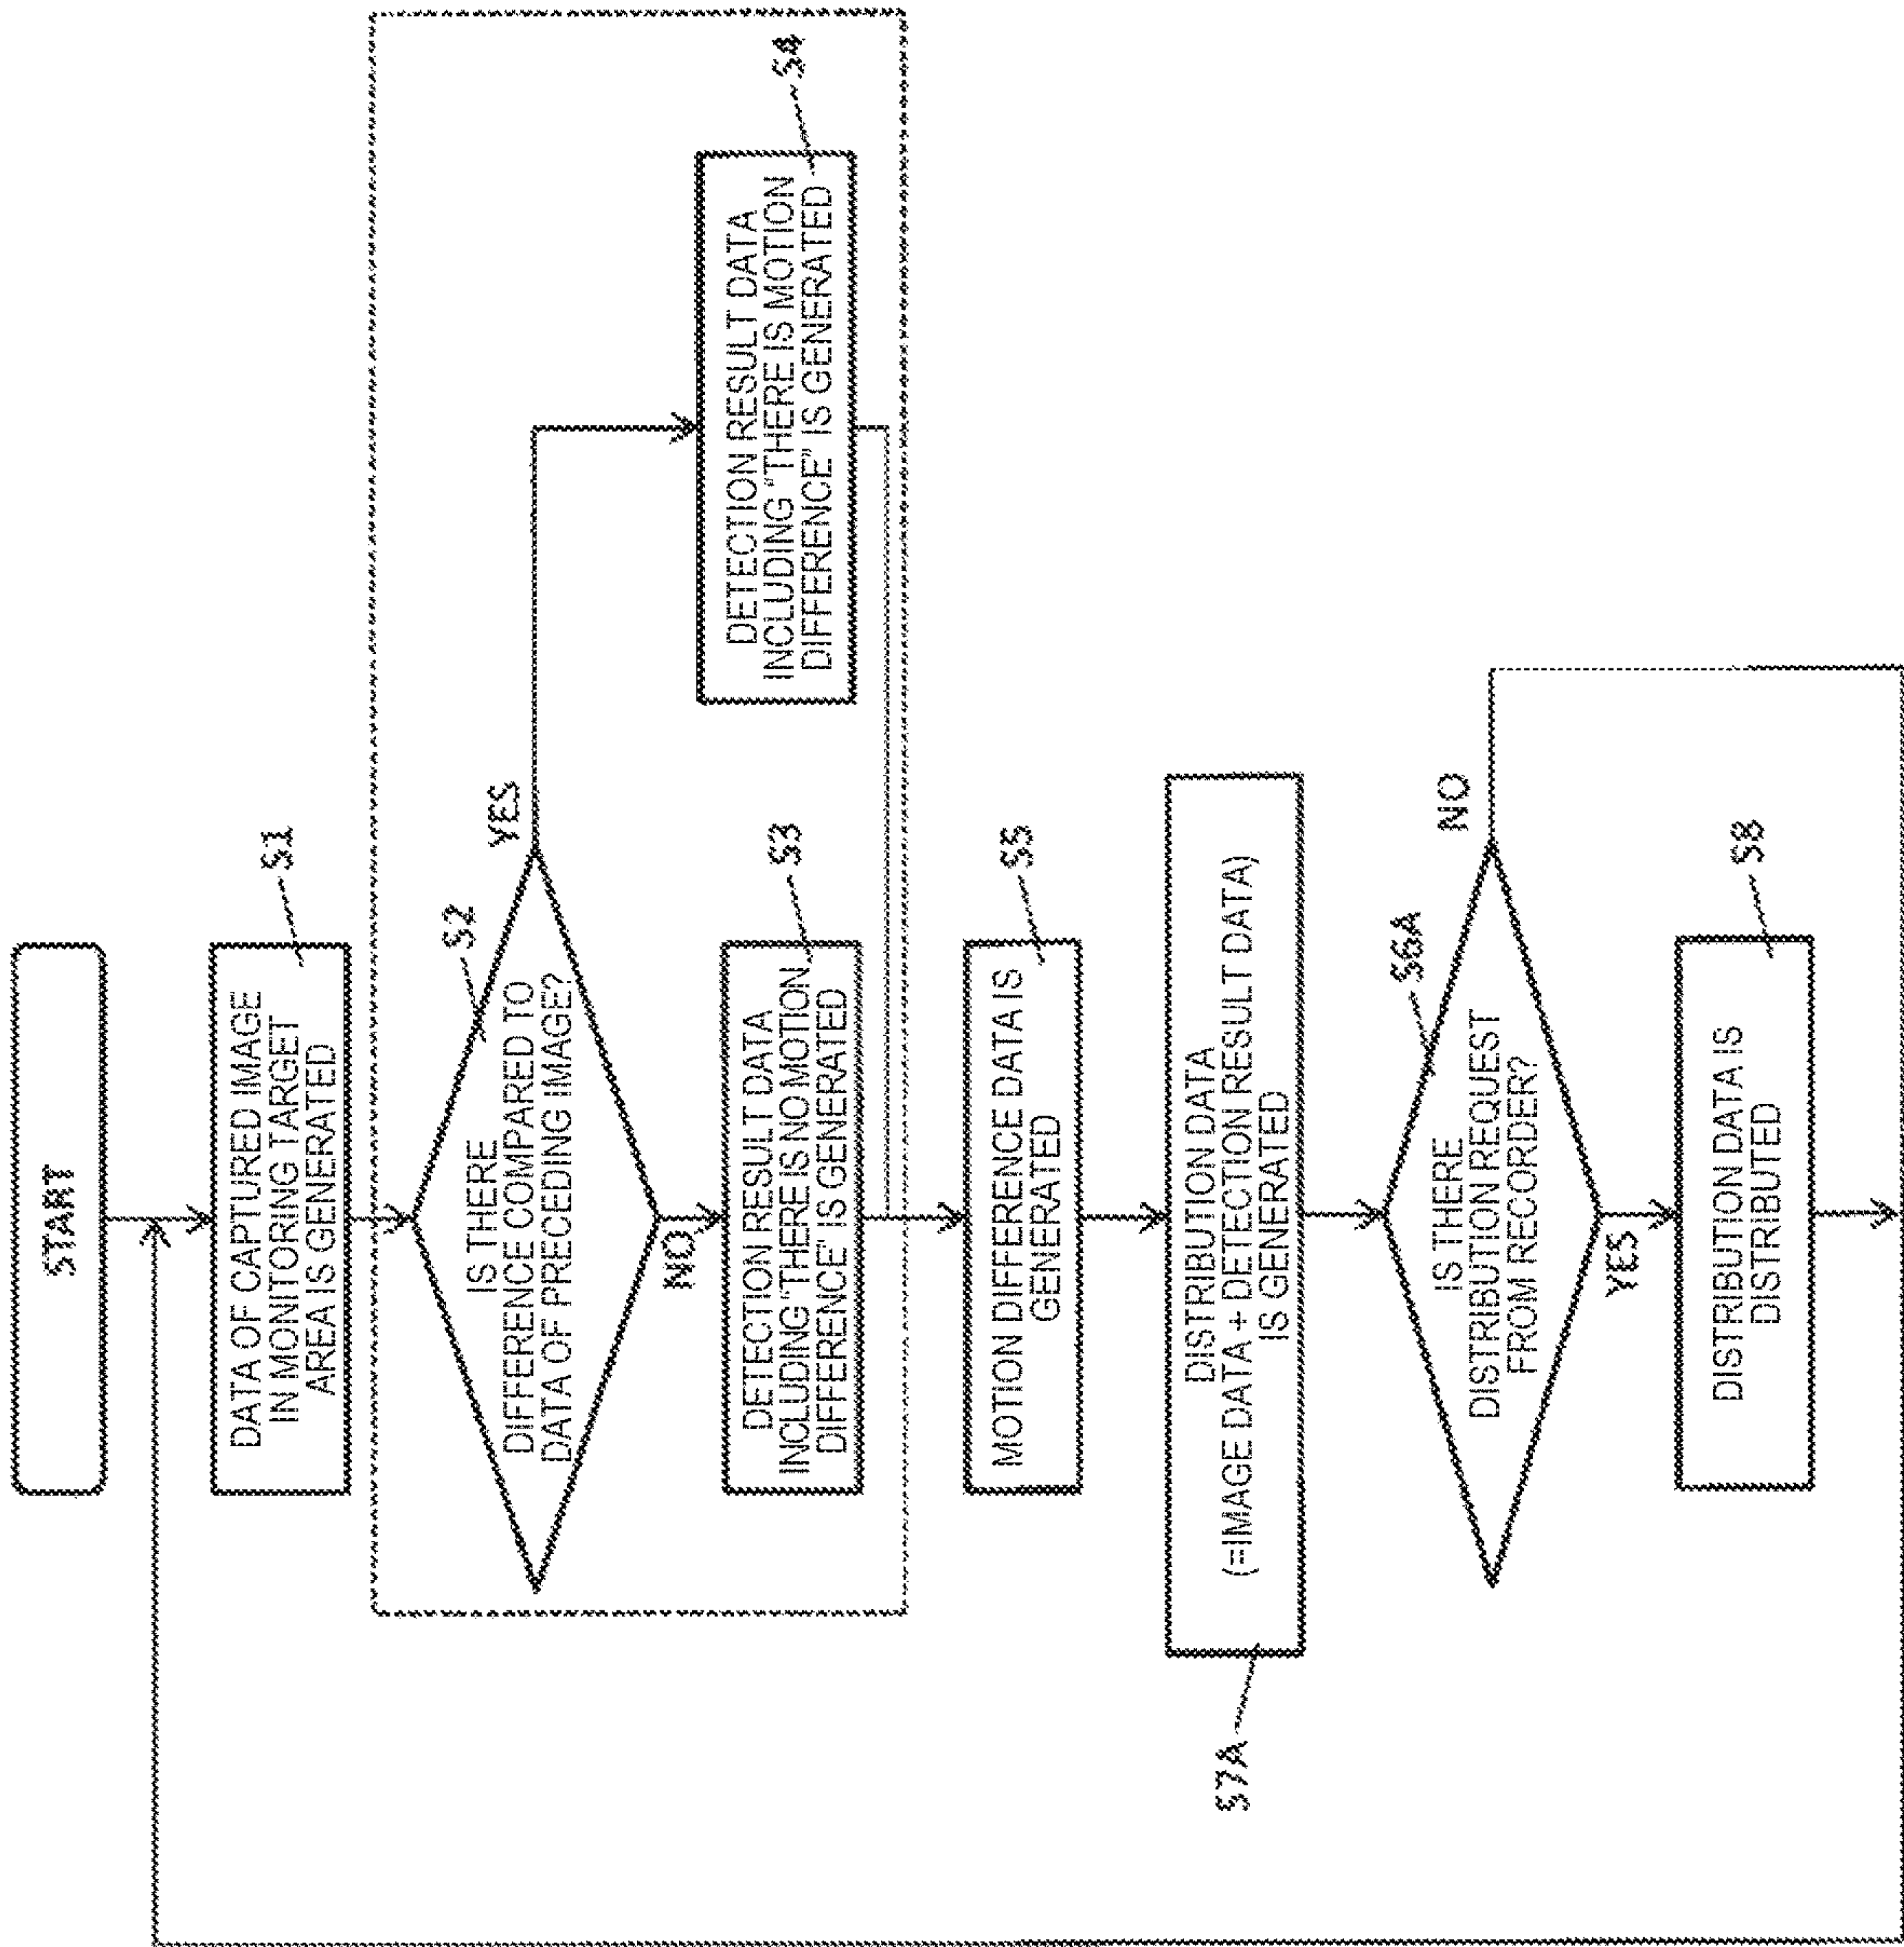 START
DATA OF CAPTURED IMAGE
IN MONITORING TARGET
AREA IS GENERATED
S1
IS THERE
DIFFERENCE COMPARED TO
DATA OF PRECEDING IMAGE?
S2
YES
NO
DETECTION RESULT DATA
INCLUDING "THERE IS NO MOTION
DIFFERENCE" IS GENERATED
S3
DETECTION RESULT DATA
INCLUDING "THERE IS MOTION
DIFFERENCE" IS GENERATED
S4
MOTION DIFFERENCE DATA IS
GENERATED
S5
DISTRIBUTION DATA
(=IMAGE DATA + DETECTION RESULT DATA)
IS GENERATED
S7A
IS THERE
DISTRIBUTION REQUEST
FROM RECORDER?
S6A
NO
YES
DISTRIBUTION DATA IS
DISTRIBUTED
S8